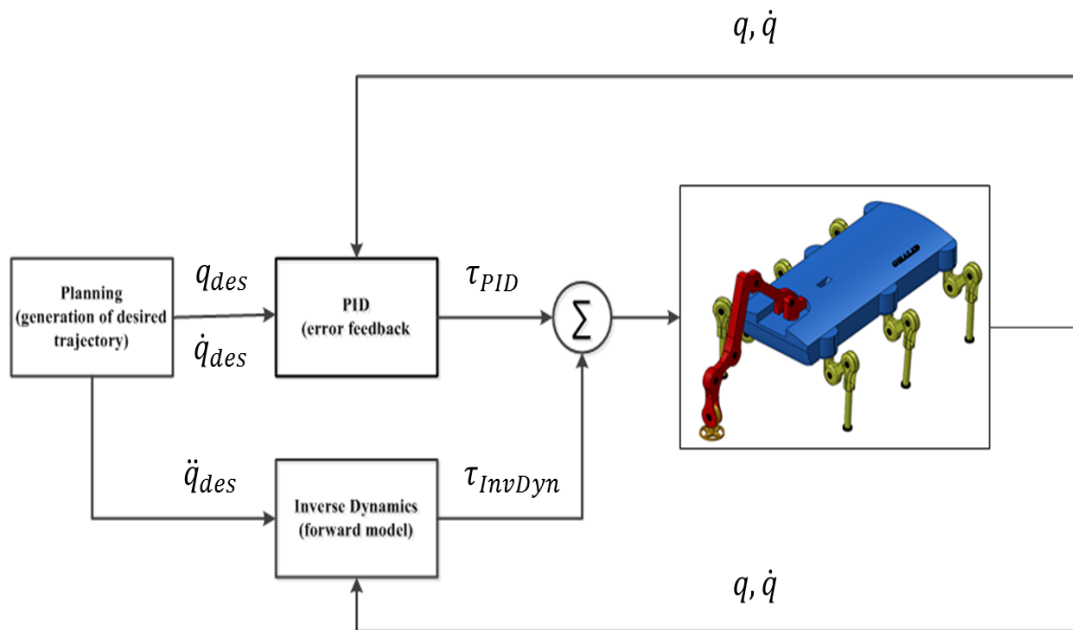 q, q̇
Planning
(generation of desired
trajectory)
q_des
q̇_des
PID
(error feedback
τ_PID
Σ
q̈_des
Inverse Dynamics
(forward model)
τ_InvDyn
q, q̇